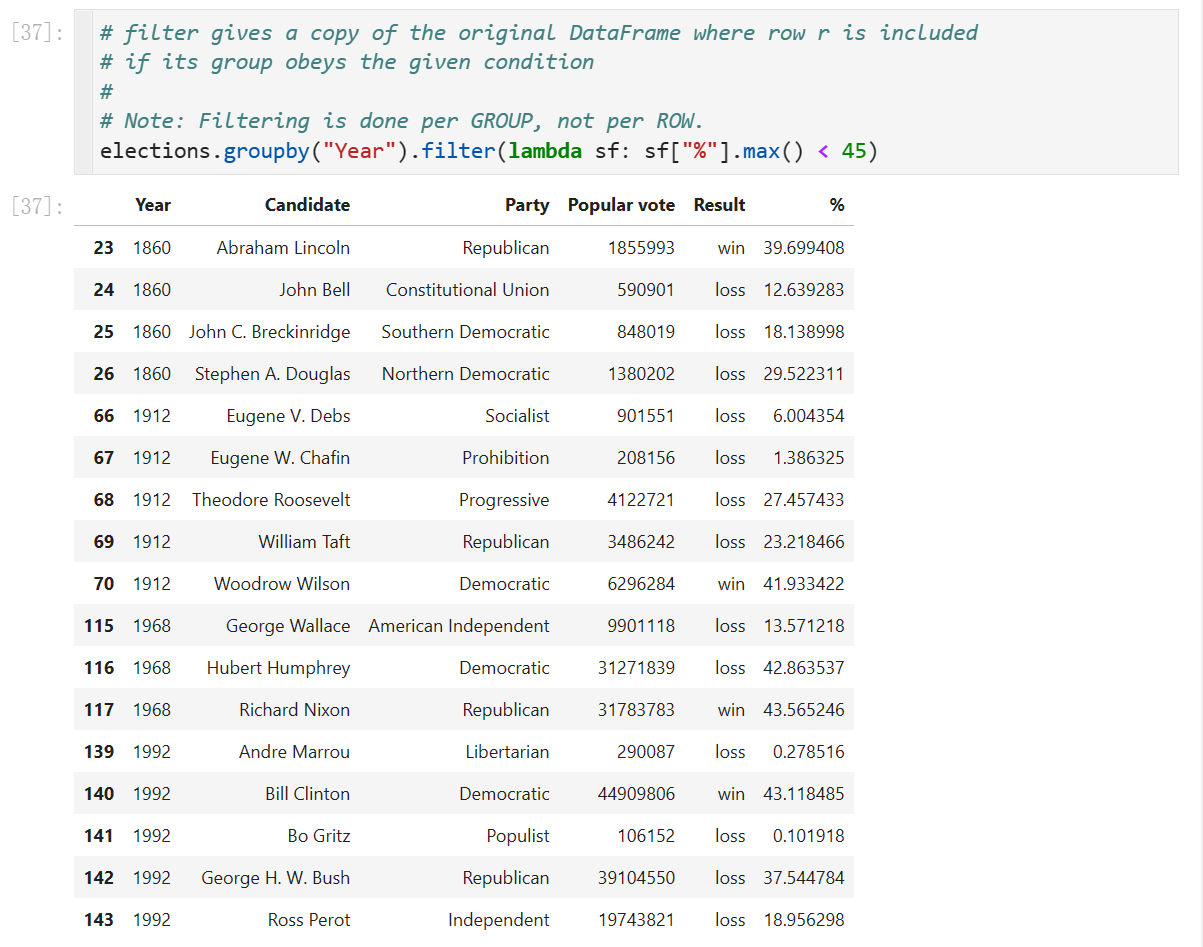 [37]: # filter gives a copy of the original DataFrame where row r is included
# if its group obeys the given condition
#
# Note: Filtering is done per GROUP, not per ROW.
elections.groupby("Year").filter(lambda sf: sf["%"].max() < 45)
[37]: Year Candidate Party Popular vote Result %
23 1860 Abraham Lincoln Republican 1855993 win 39.699408
24 1860 John Bell Constitutional Union 590901 loss 12.639283
25 1860 John C. Breckinridge Southern Democratic 848019 loss 18.138998
26 1860 Stephen A. Douglas Northern Democratic 1380202 loss 29.522311
66 1912 Eugene V. Debs Socialist 901551 loss 6.004354
67 1912 Eugene W. Chafin Prohibition 208156 loss 1.386325
68 1912 Theodore Roosevelt Progressive 4122721 loss 27.457433
69 1912 William Taft Republican 3486242 loss 23.218466
70 1912 Woodrow Wilson Democratic 6296284 win 41.933422
115 1968 George Wallace American Independent 9901118 loss 13.571218
116 1968 Hubert Humphrey Democratic 31271839 loss 42.863537
117 1968 Richard Nixon Republican 31783783 win 43.565246
139 1992 Andre Marrou Libertarian 290087 loss 0.278516
140 1992 Bill Clinton Democratic 44909806 win 43.118485
141 1992 Bo Gritz Populist 106152 loss 0.101918
142 1992 George H. W. Bush Republican 39104550 loss 37.544784
143 1992 Ross Perot Independent 19743821 loss 18.956298